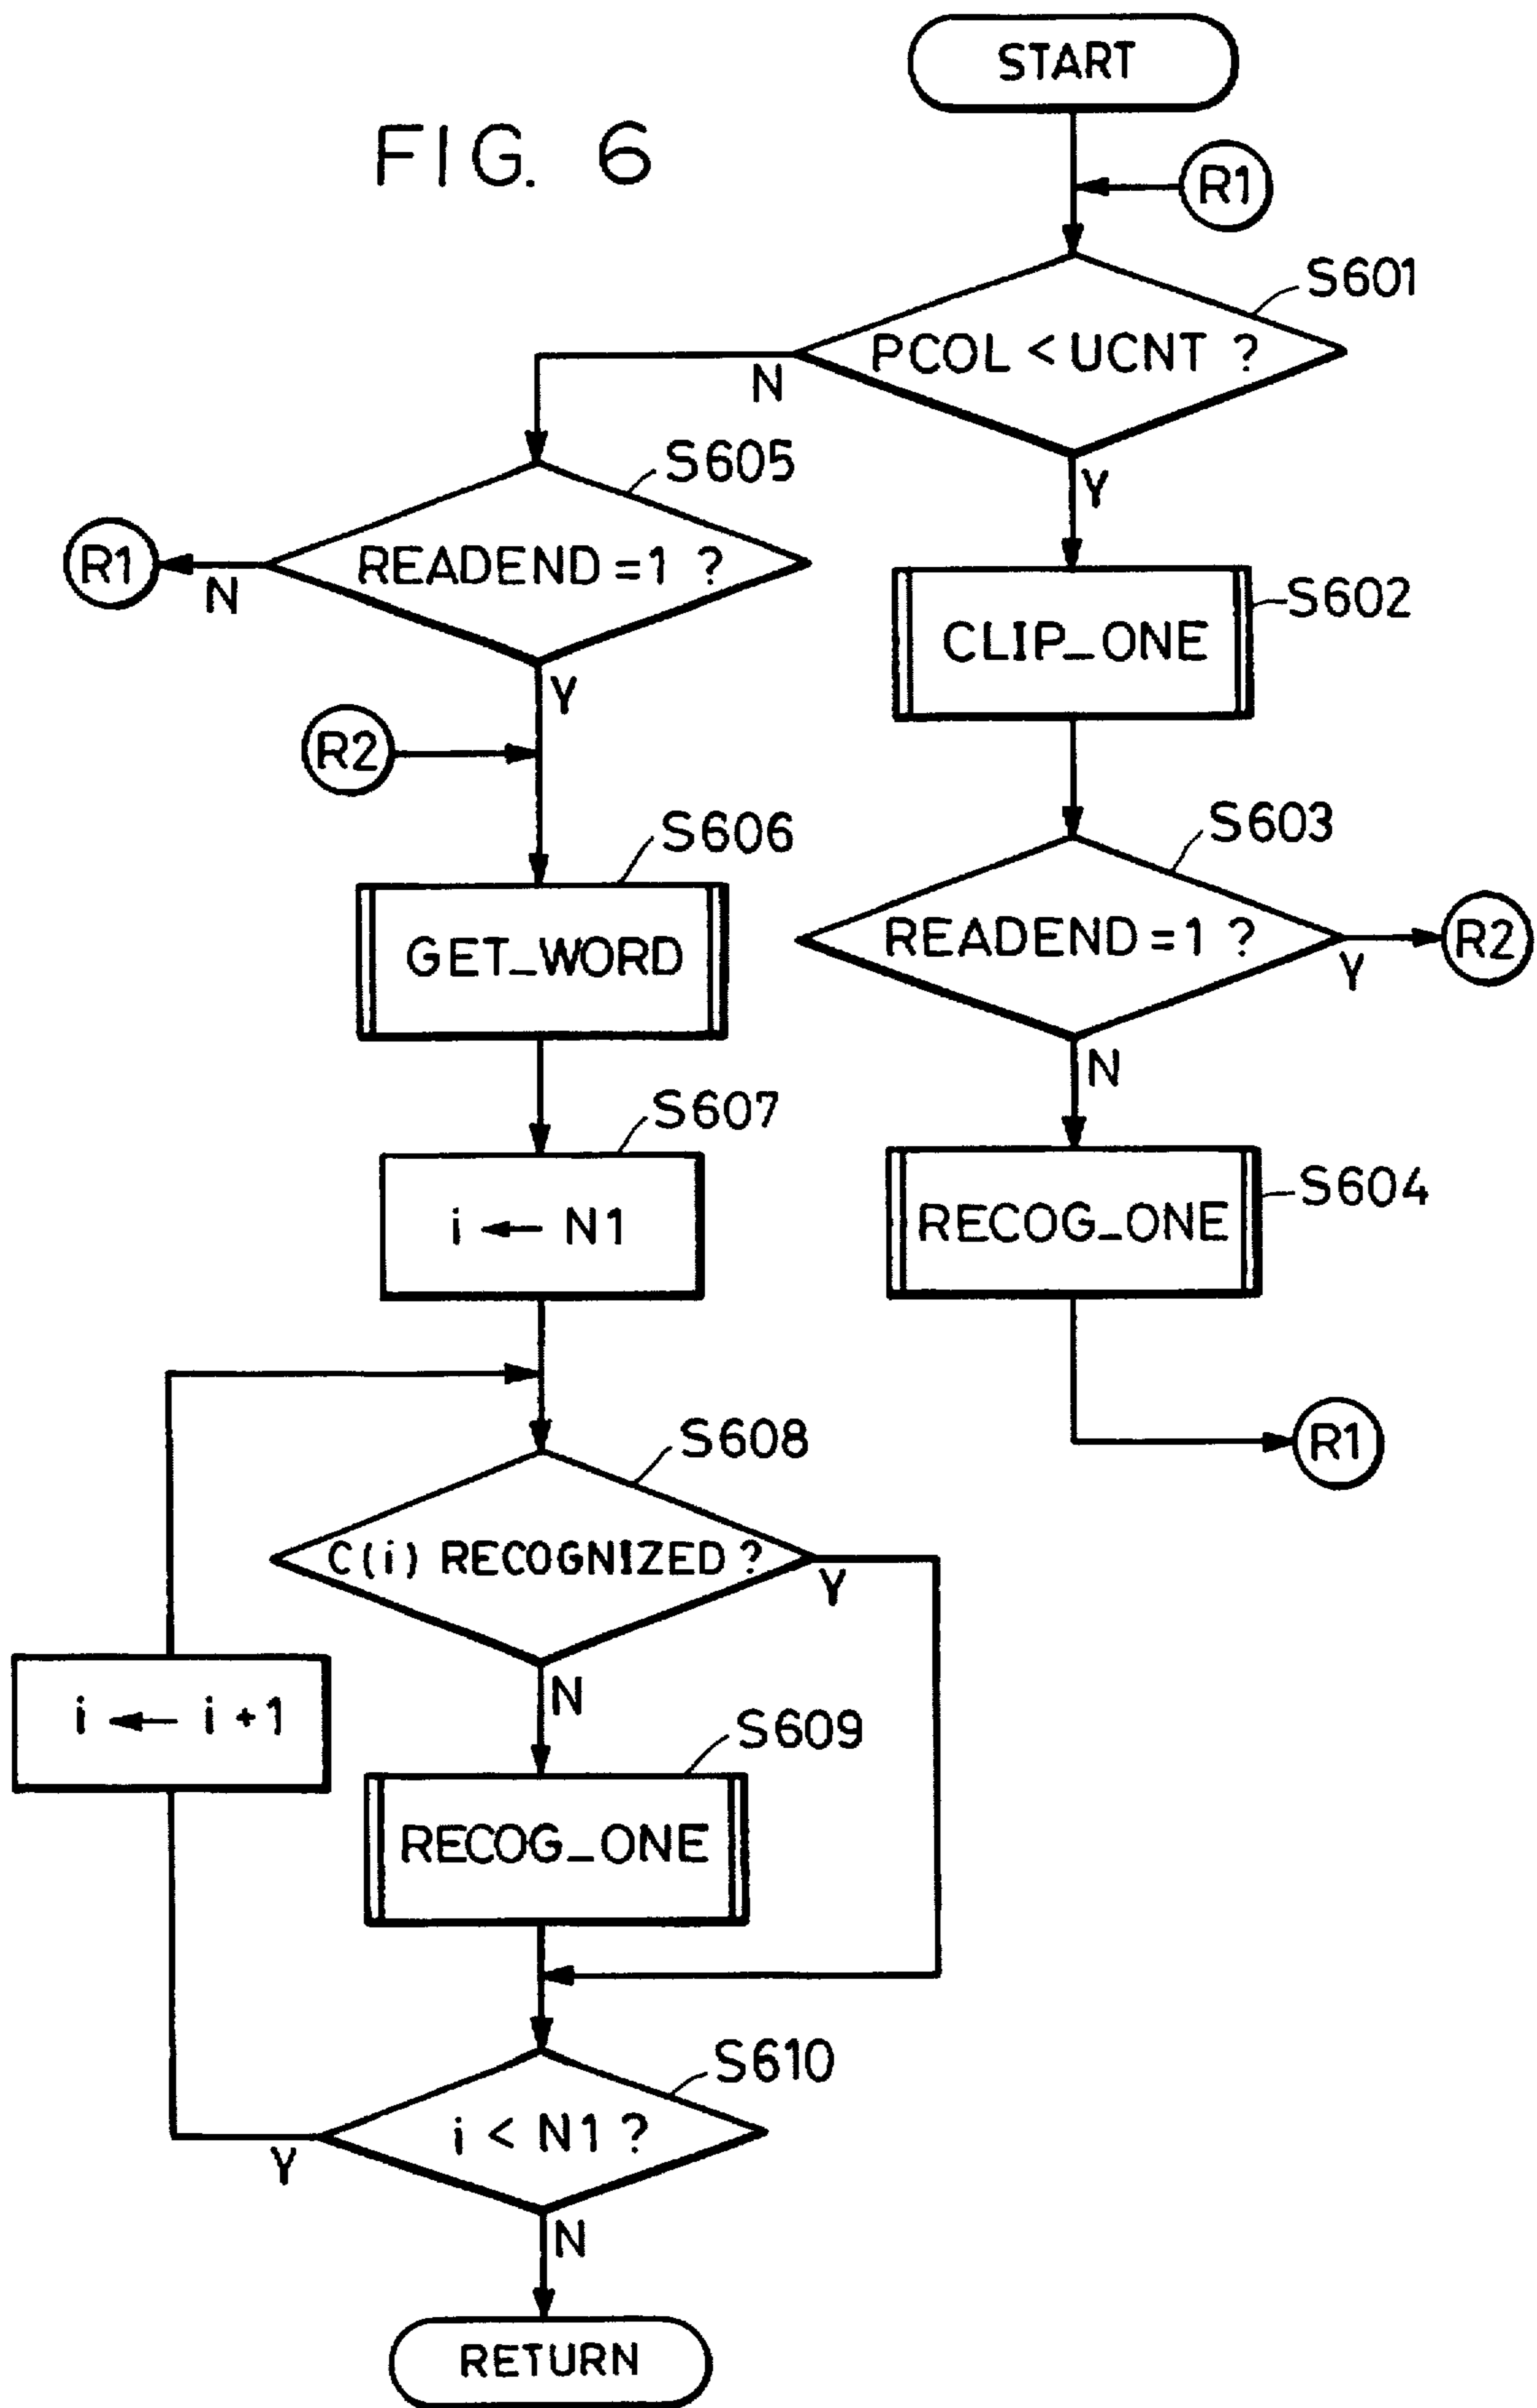 FIG. 6
START
R1
S601
PCOL < UCNT ?
N
Y
S605
READEND = 1 ?
R1
N
Y
S602
CLIP_ONE
R2
S603
READEND = 1 ?
R2
Y
N
S606
GET_WORD
S607
i ← N1
S604
RECOG_ONE
R1
S608
C(i) RECOGNIZED ?
Y
N
i ← i + 1
S609
RECOG_ONE
S610
i < N1 ?
Y
N
RETURN